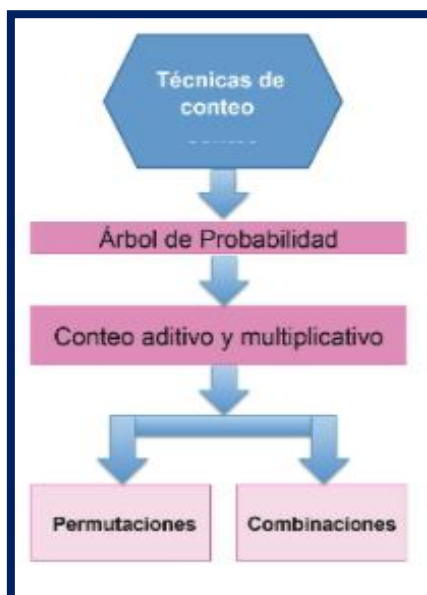 Técnicas de
conteo
Árbol de Probabilidad
Conteo aditivo y multiplicativo
Permutaciones
Combinaciones